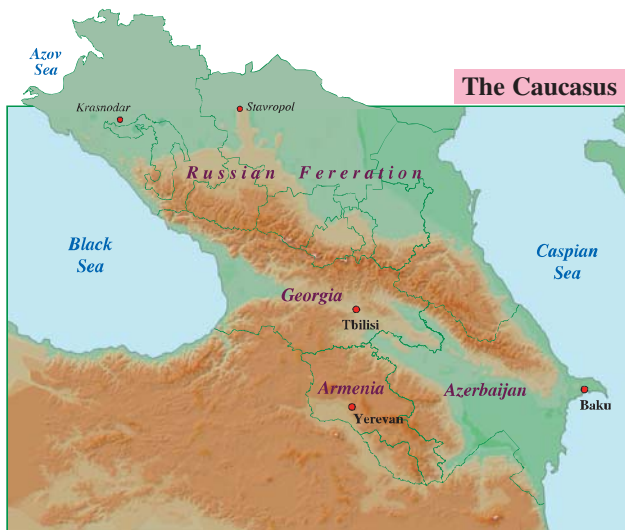 Azov
Sea
The Caucasus
Krasnodar
Stavropol
Russian Fereration
Black
Sea
Caspian
Sea
Georgia
Tbilisi
Armenia
Azerbaijan
Baku
Yerevan